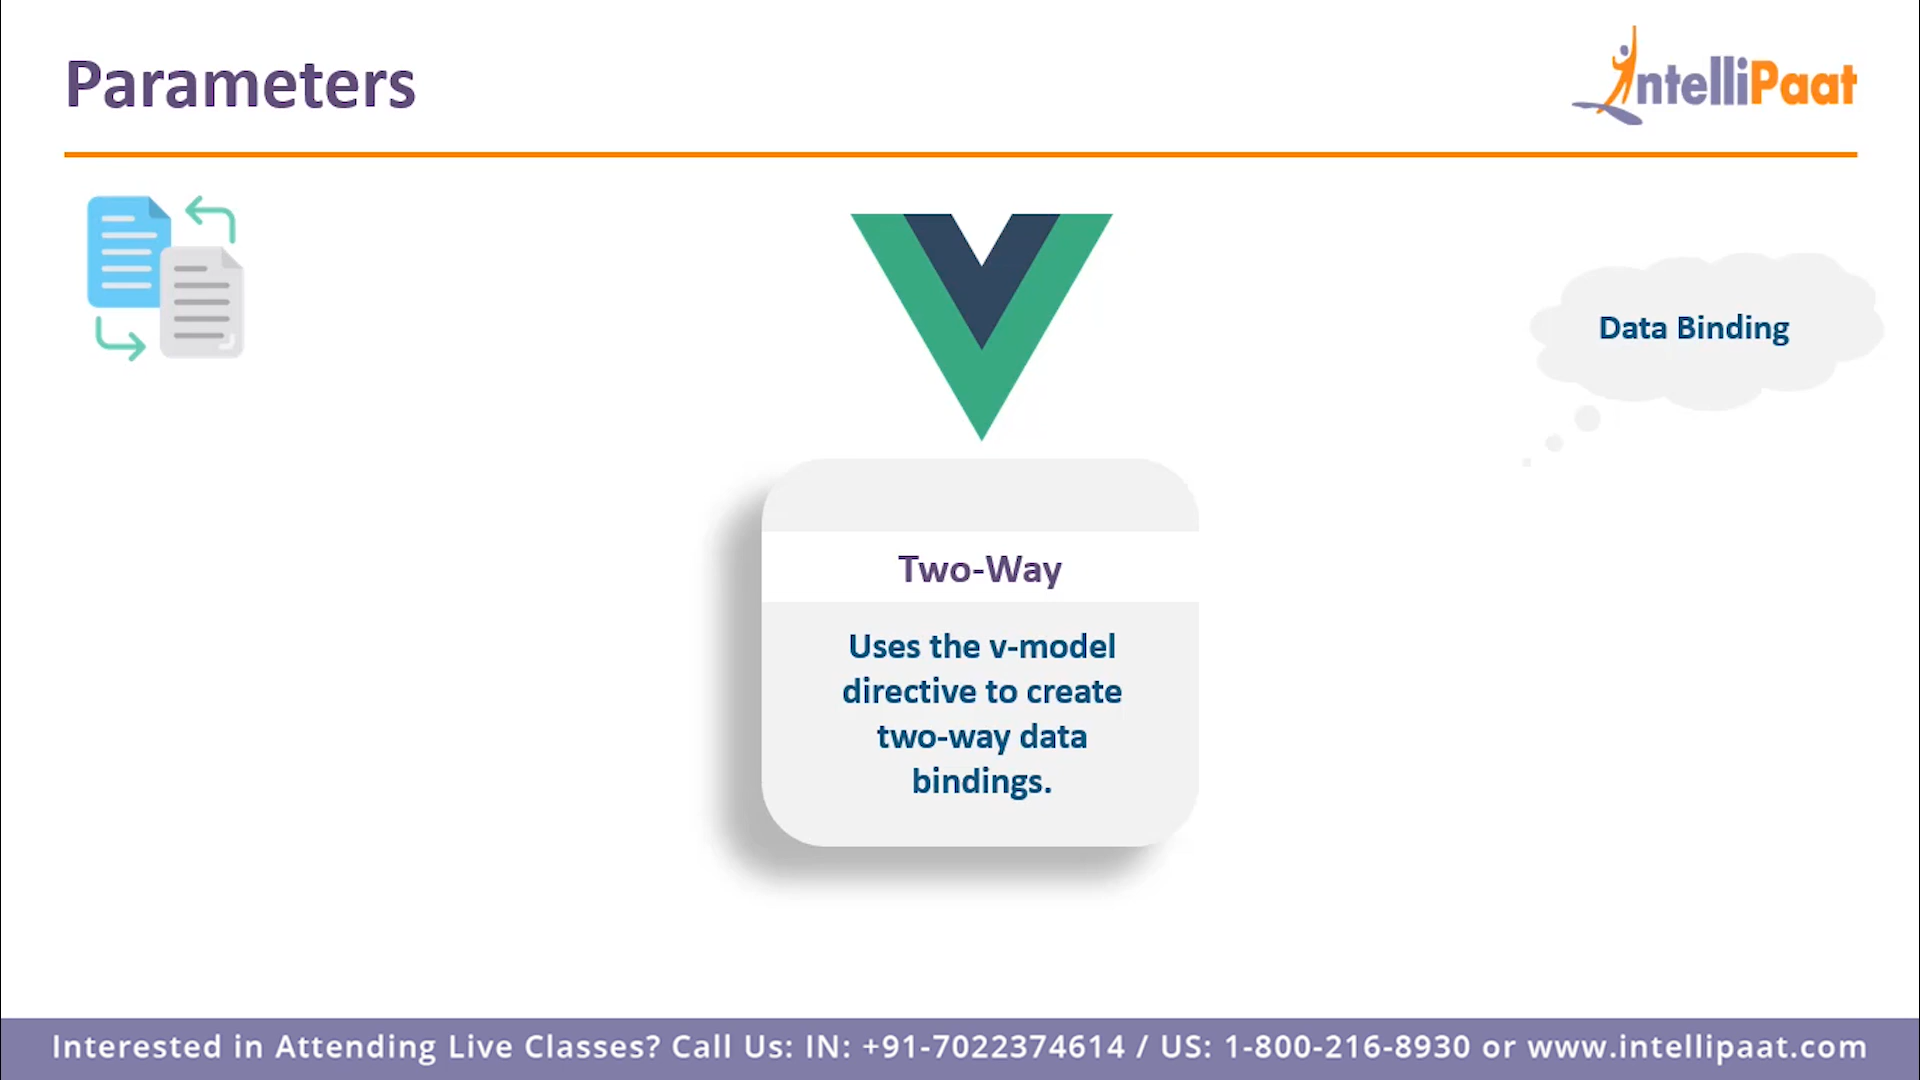 Parameters
IntelliPaat
Data Binding
Two-Way
Uses the v-model
directive to create
two-way data
bindings.
Interested in Attending Live Classes? Call Us: IN: +91-7022374614 / US: 1-800-216-8930 or www.intellipaat.com